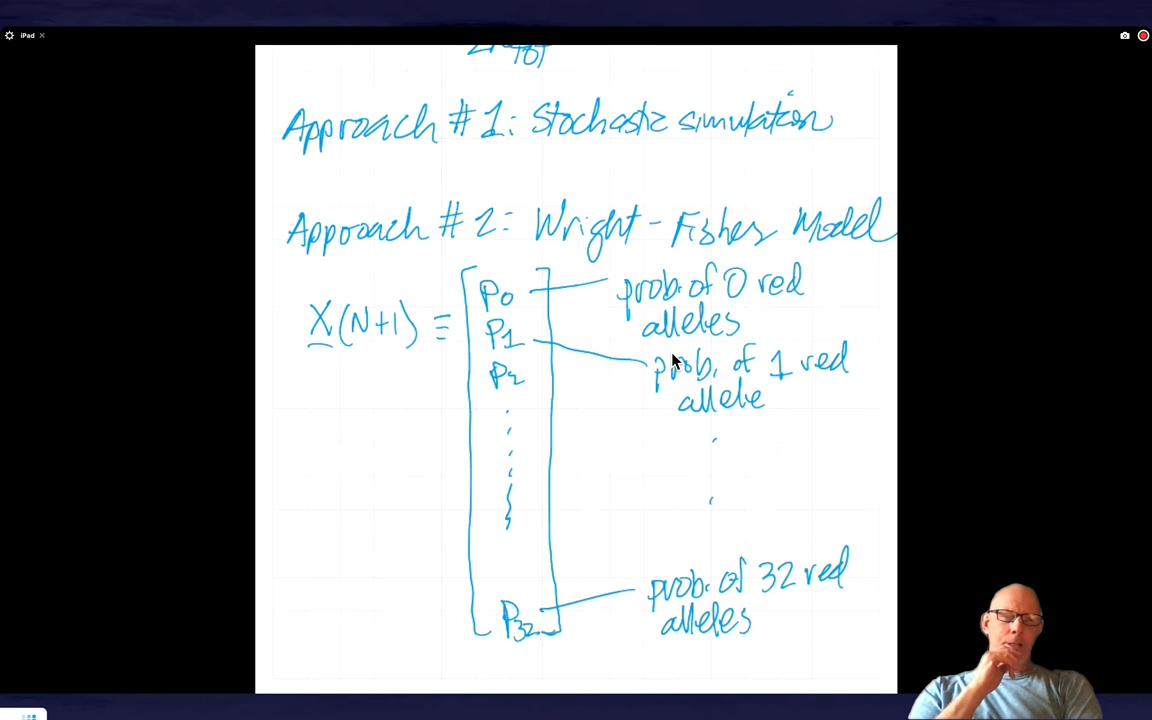 iPad
Approach #1: Stochastic simulation
Approach #2: Wright-Fisher Model
X(N+1) ≡
p0
prob. of 0 red
alleles
p1
prob. of 1 red
allele
p2
p32
prob. of 32 red
alleles